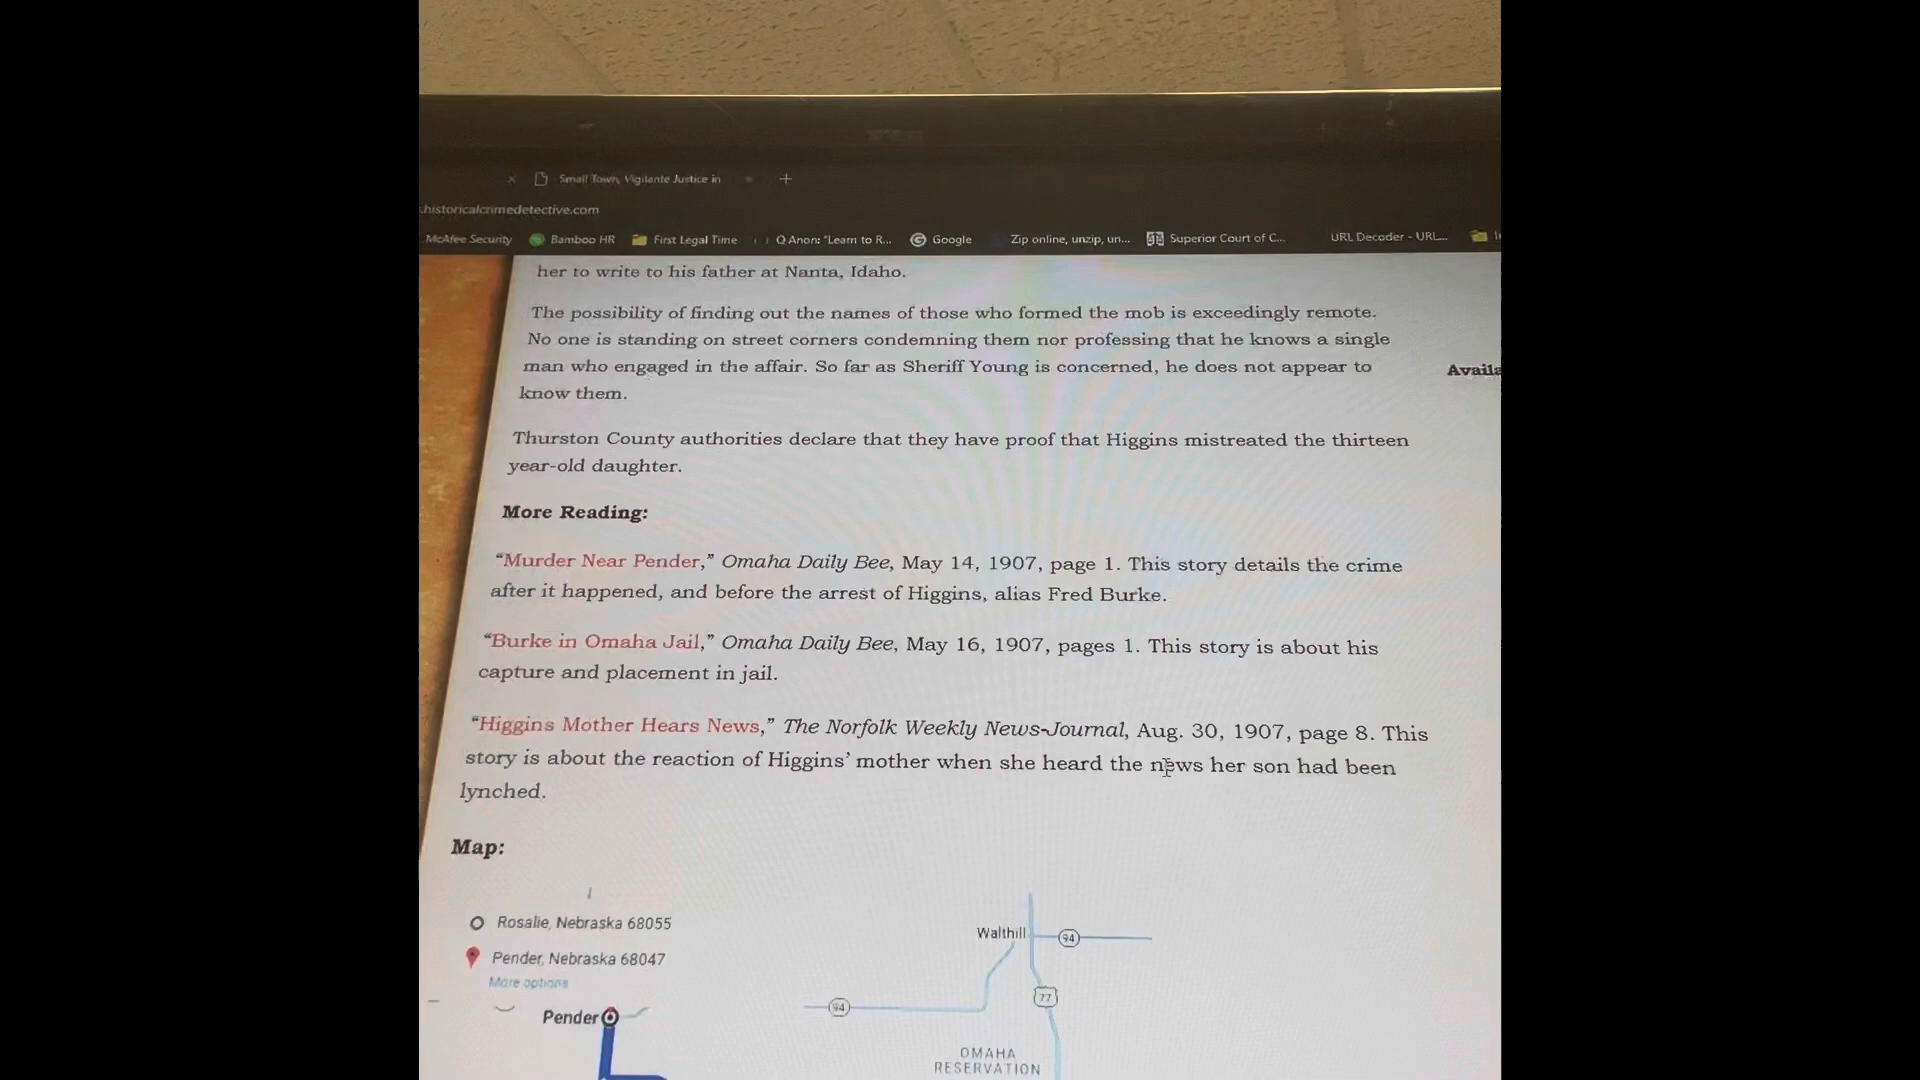 Small Town, Vigilante Justice in
historicalcrimedetective.com
McAfee Security Bamboo HR First Legal Time Q Anon: "Learn to R... Google Zip online, unzip, un... Superior Court of C... URL Decoder - URL...
her to write to his father at Nanta, Idaho.
The possibility of finding out the names of those who formed the mob is exceedingly remote.
No one is standing on street corners condemning them nor professing that he knows a single
man who engaged in the affair. So far as Sheriff Young is concerned, he does not appear to
know them.
Availa
Thurston County authorities declare that they have proof that Higgins mistreated the thirteen
year-old daughter.
More Reading:
“Murder Near Pender,” Omaha Daily Bee, May 14, 1907, page 1. This story details the crime
after it happened, and before the arrest of Higgins, alias Fred Burke.
“Burke in Omaha Jail,” Omaha Daily Bee, May 16, 1907, pages 1. This story is about his
capture and placement in jail.
“Higgins Mother Hears News,” The Norfolk Weekly News-Journal, Aug. 30, 1907, page 8. This
story is about the reaction of Higgins’ mother when she heard the news her son had been
lynched.
Map:
Rosalie, Nebraska 68055
Pender, Nebraska 68047
More options
Walthill
94
77
94
Pender
OMAHA
RESERVATION